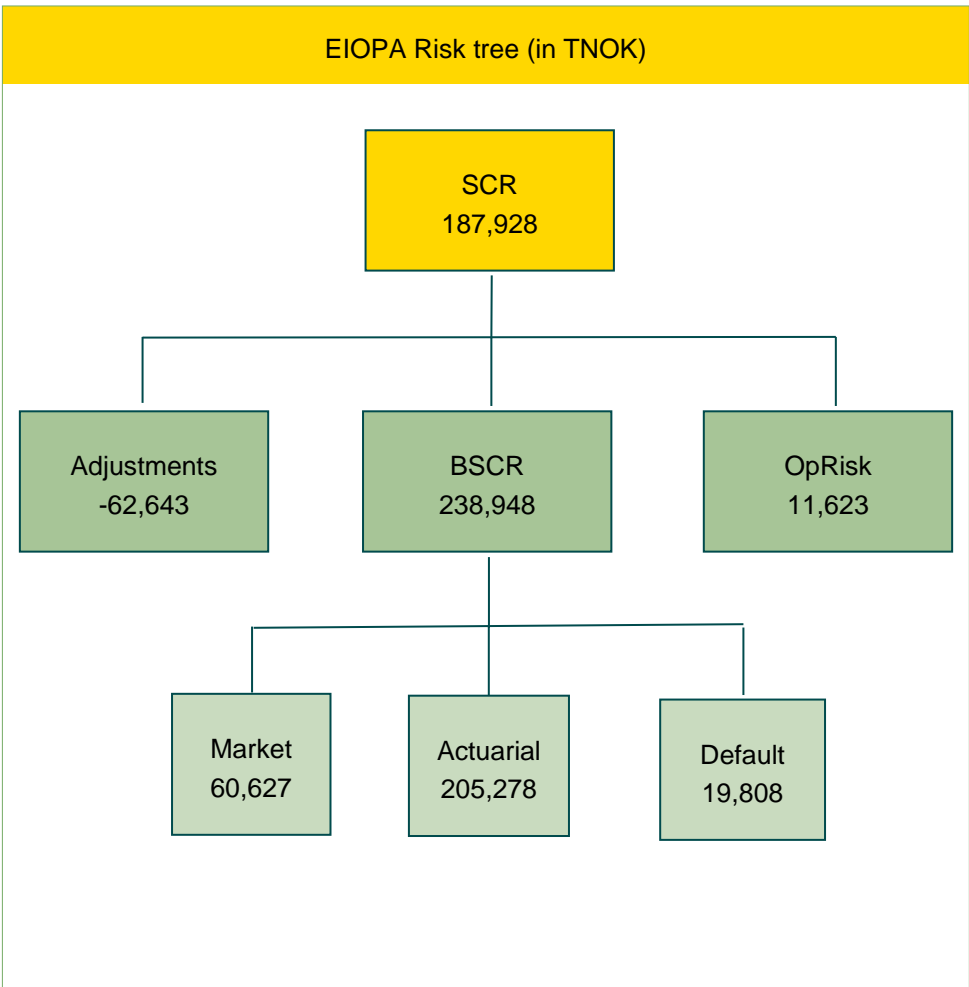 EIOPA Risk tree (in TNOK)
SCR
187,928
Adjustments
-62,643
BSCR
238,948
OpRisk
11,623
Market
60,627
Actuarial
205,278
Default
19,808